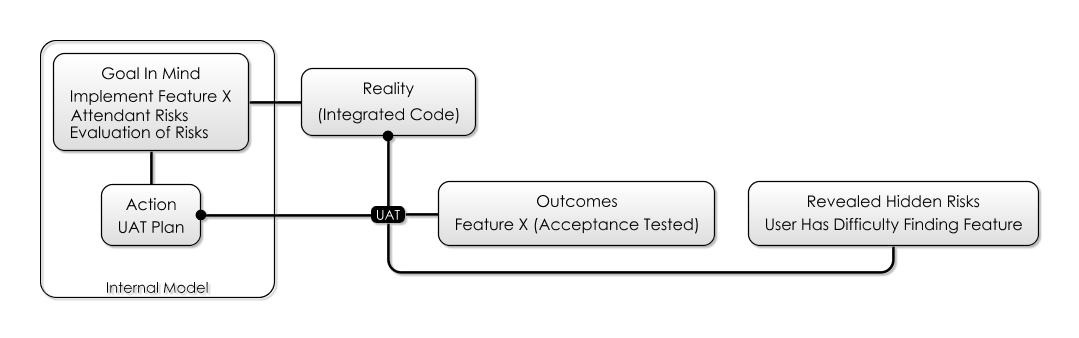 Goal In Mind
Implement Feature X
Attendant Risks
Evaluation of Risks
Reality
(Integrated Code)
Action
UAT Plan
UAT
Outcomes
Feature X (Acceptance Tested)
Revealed Hidden Risks
User Has Difficulty Finding Feature
Internal Model